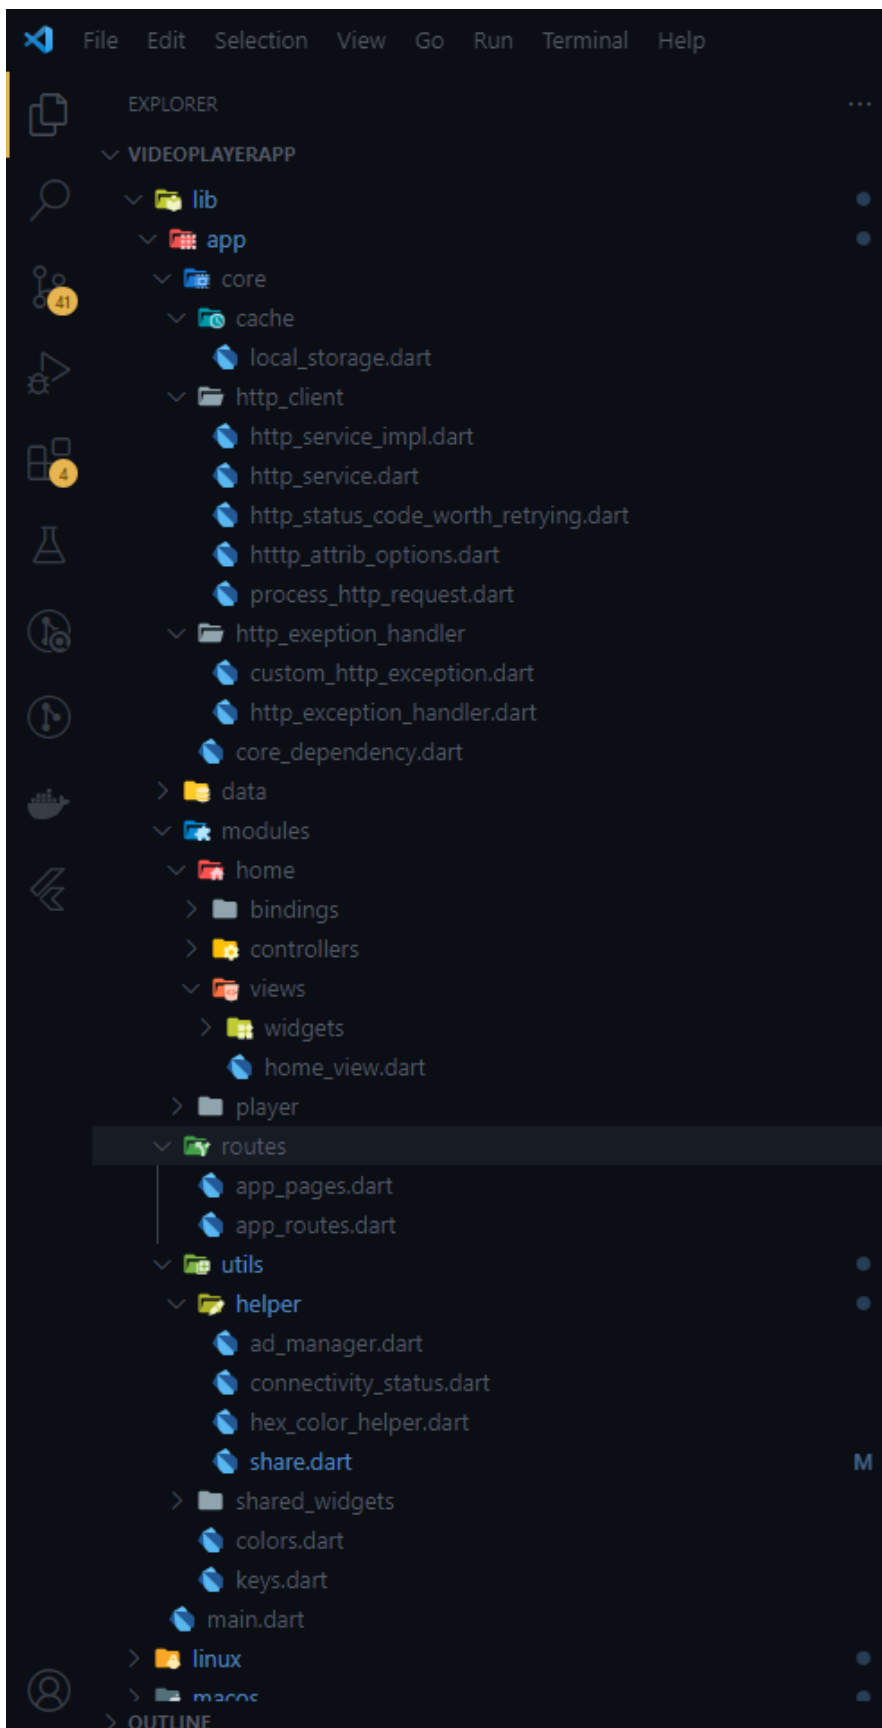 File Edit Selection View Go Run Terminal Help
EXPLORER ...
VIDEOPLAYERAPP
lib
app
core
41
cache
local_storage.dart
http_client
http_service_impl.dart
4
http_service.dart
http_status_code_worth_retrying.dart
htttp_attrib_options.dart
process_http_request.dart
http_exeption_handler
custom_http_exception.dart
http_exception_handler.dart
core_dependency.dart
data
modules
home
bindings
controllers
views
widgets
home_view.dart
player
routes
app_pages.dart
app_routes.dart
utils
helper
ad_manager.dart
connectivity_status.dart
hex_color_helper.dart
share.dart M
shared_widgets
colors.dart
keys.dart
main.dart
linux
macos
OUTLINE